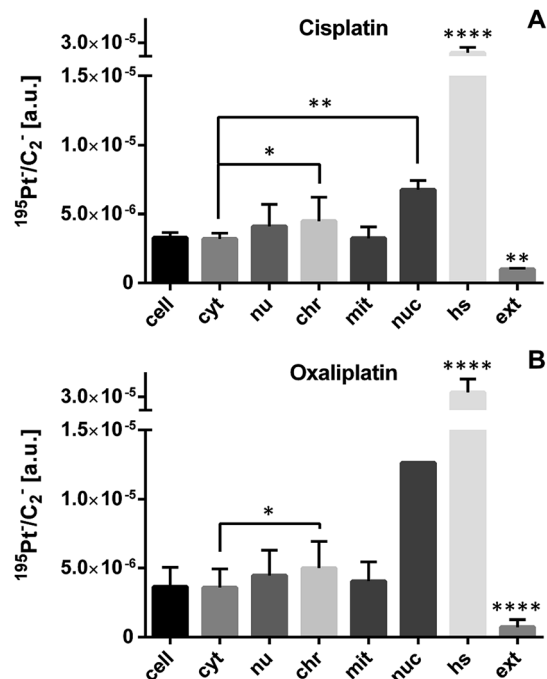 A
Cisplatin
****
3.0×10⁻⁵
1.5×10⁻⁵
**
1.0×10⁻⁵
*
5.0×10⁻⁶
**
0
¹⁹⁵Pt⁻/C₂⁻ [a.u.]
cell cyt nu chr mit nuc hs ext
B
Oxaliplatin
****
3.0×10⁻⁵
1.5×10⁻⁵
1.0×10⁻⁵
*
5.0×10⁻⁶
****
0
¹⁹⁵Pt⁻/C₂⁻ [a.u.]
cell cyt nu chr mit nuc hs ext